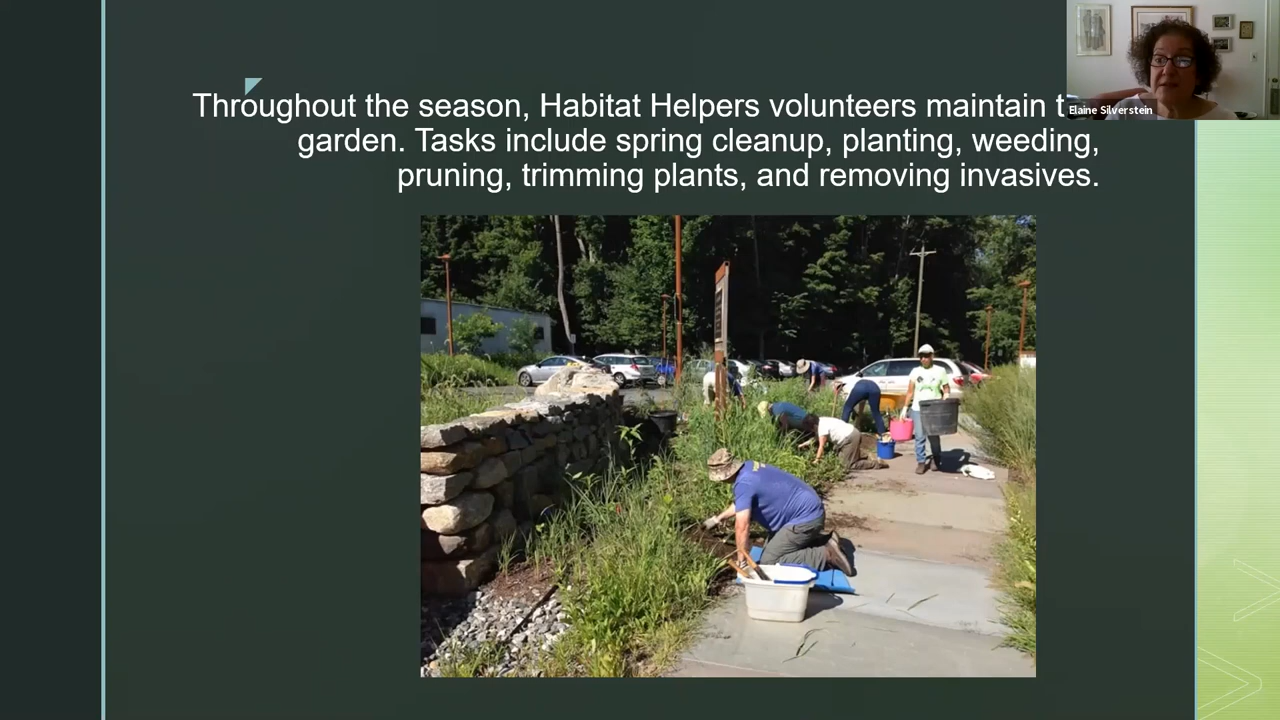 Throughout the season, Habitat Helpers volunteers maintain
garden. Tasks include spring cleanup, planting, weeding,
pruning, trimming plants, and removing invasives.
Elaine Silverstein